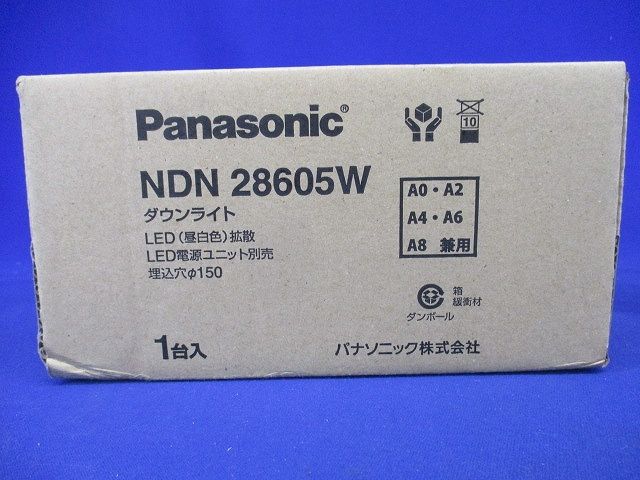 Panasonic®
10
NDN 28605W
ダウンライト
LED（昼白色）拡散
LED電源ユニット別売
埋込穴φ150
A0・A2
A4・A6
A8 兼用
箱
緩衝材
ダンボール
1台入
パナソニック株式会社